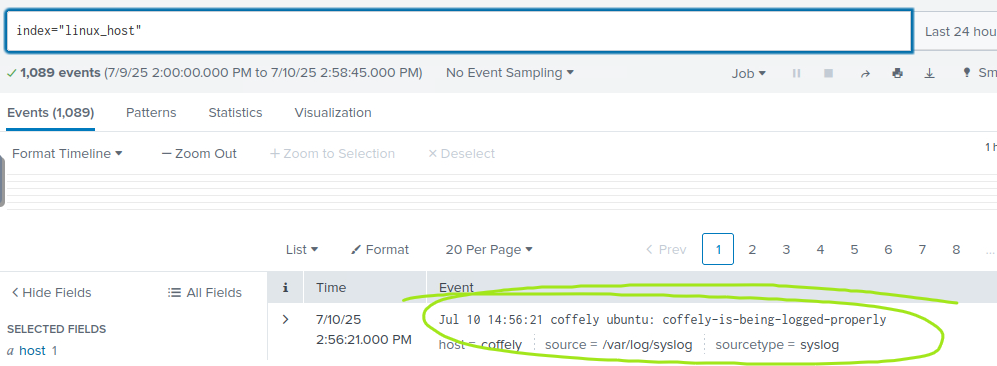 index="linux_host"
Last 24 hou
1,089 events (7/9/25 2:00:00.000 PM to 7/10/25 2:58:45.000 PM)
No Event Sampling
Job
Sm
Events (1,089)
Patterns
Statistics
Visualization
Format Timeline
Zoom Out
Zoom to Selection
Deselect
1 h
List
Format
20 Per Page
Prev
1
2
3
4
5
6
7
8
...
Hide Fields
All Fields
SELECTED FIELDS
a host 1
i
Time
Event
7/10/25
2:56:21.000 PM
Jul 10 14:56:21 coffely ubuntu: coffely-is-being-logged-properly
host = coffely
source = /var/log/syslog
sourcetype = syslog